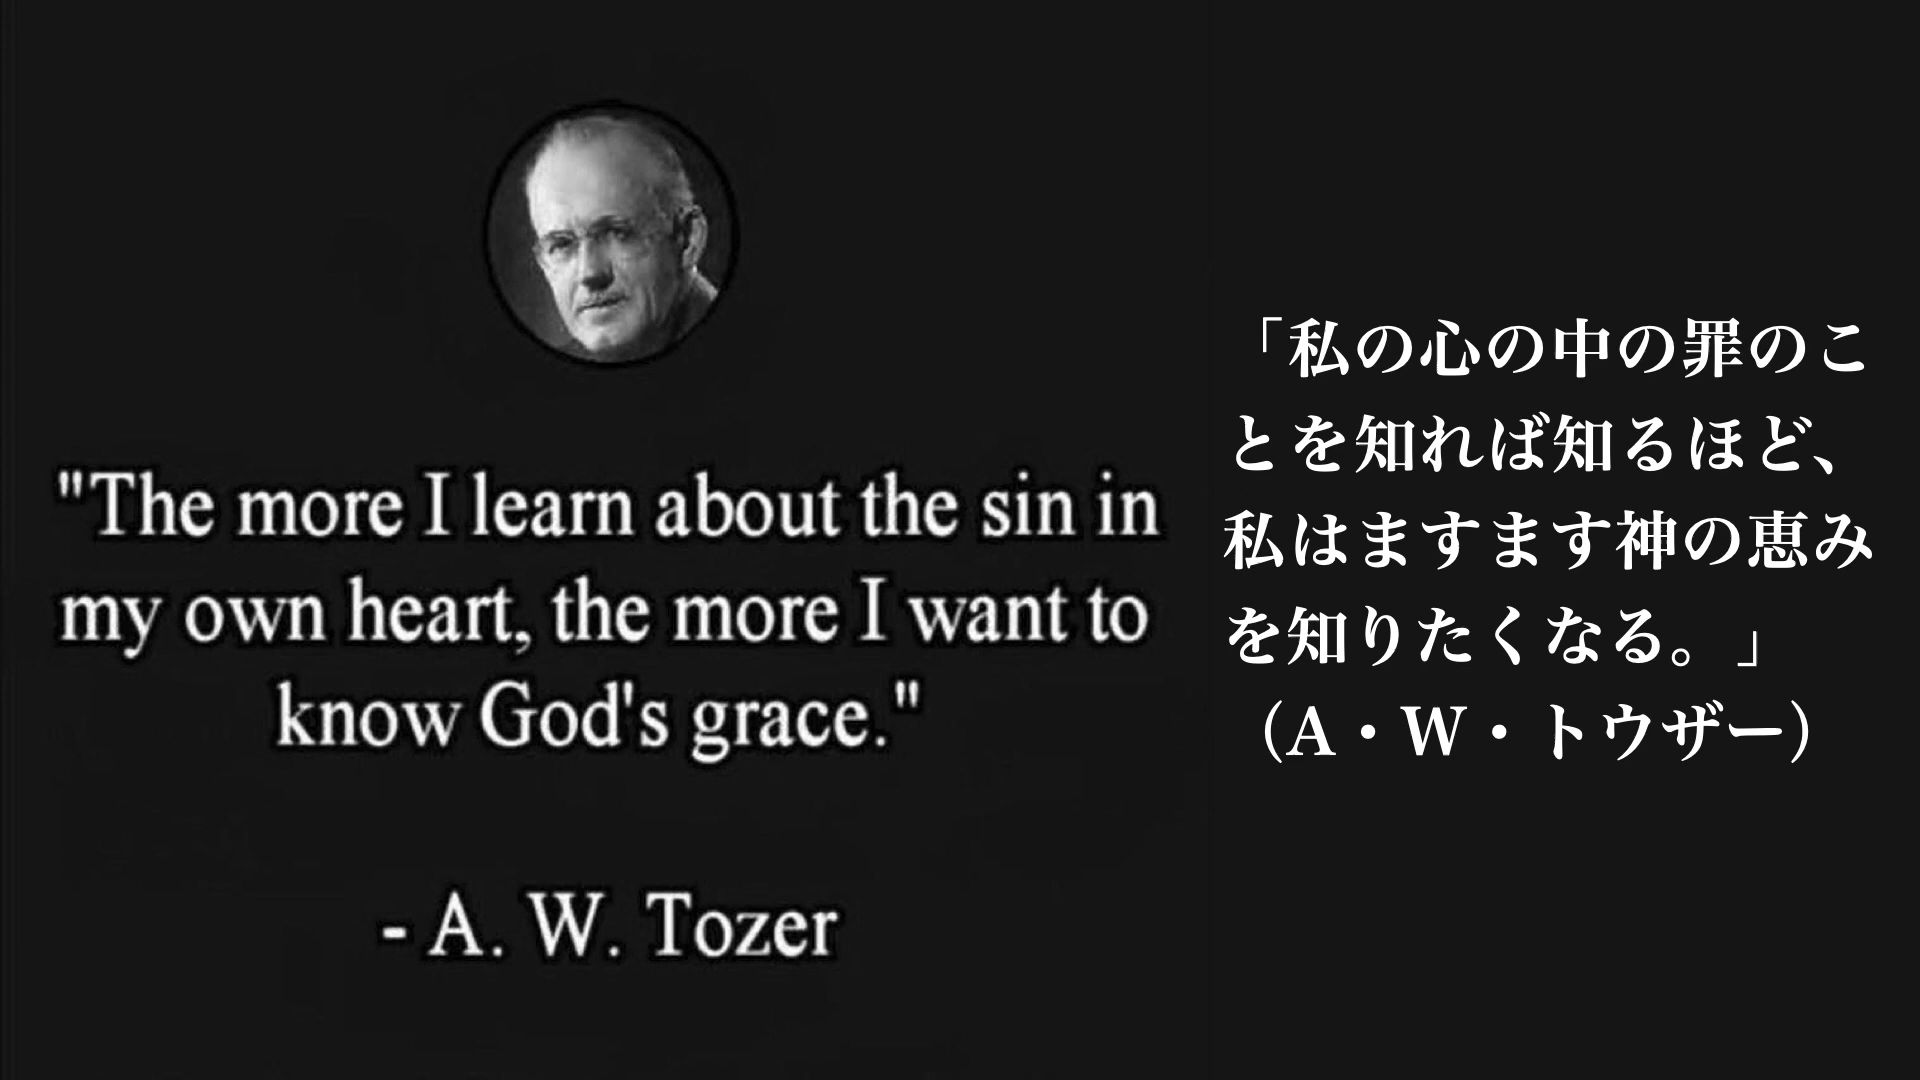 "The more I learn about the sin in
my own heart, the more I want to
know God's grace."
- A. W. Tozer
「私の心の中の罪のこ
とを知れば知るほど、
私はますます神の恵み
を知りたくなる。」
（A・W・トウザー）